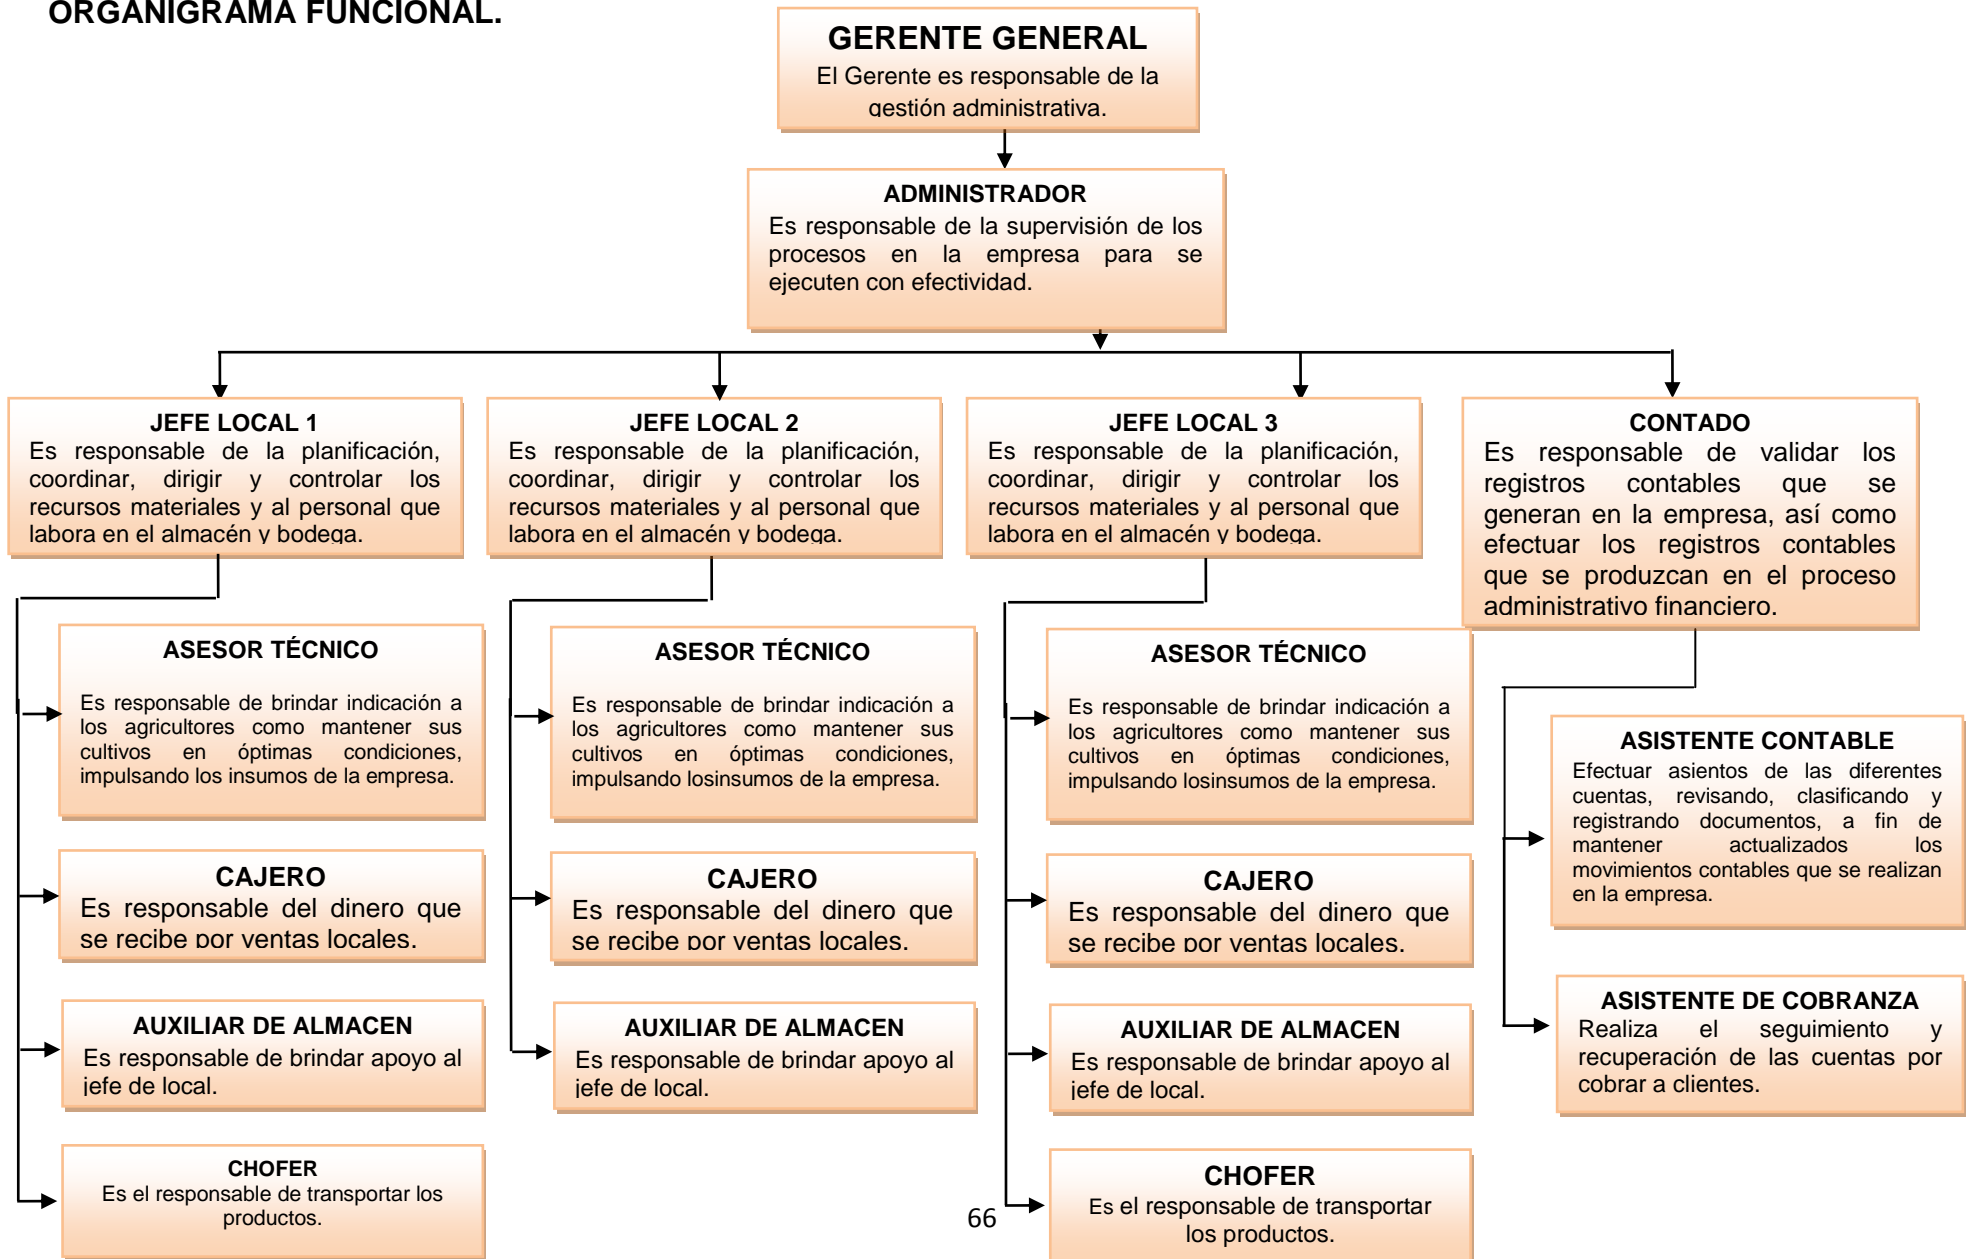 ORGANIGRAMA FUNCIONAL.
GERENTE GENERAL
El Gerente es responsable de la
gestión administrativa.
ADMINISTRADOR
Es responsable de la supervisión de los
procesos en la empresa para se
ejecuten con efectividad.
JEFE LOCAL 1
Es responsable de la planificación,
coordinar, dirigir y controlar los
recursos materiales y al personal que
labora en el almacén y bodega.
JEFE LOCAL 2
Es responsable de la planificación,
coordinar, dirigir y controlar los
recursos materiales y al personal que
labora en el almacén y bodega.
JEFE LOCAL 3
Es responsable de la planificación,
coordinar, dirigir y controlar los
recursos materiales y al personal que
labora en el almacén y bodega.
CONTADO
Es responsable de validar los
registros contables que se
generan en la empresa, así como
efectuar los registros contables
que se produzcan en el proceso
administrativo financiero.
ASESOR TÉCNICO
Es responsable de brindar indicación a
los agricultores como mantener sus
cultivos en óptimas condiciones,
impulsando los insumos de la empresa.
ASESOR TÉCNICO
Es responsable de brindar indicación a
los agricultores como mantener sus
cultivos en óptimas condiciones,
impulsando losinsumos de la empresa.
ASESOR TÉCNICO
Es responsable de brindar indicación a
los agricultores como mantener sus
cultivos en óptimas condiciones,
impulsando losinsumos de la empresa.
ASISTENTE CONTABLE
Efectuar asientos de las diferentes
cuentas, revisando, clasificando y
registrando documentos, a fin de
mantener actualizados los
movimientos contables que se realizan
en la empresa.
CAJERO
Es responsable del dinero que
se recibe por ventas locales.
CAJERO
Es responsable del dinero que
se recibe por ventas locales.
CAJERO
Es responsable del dinero que
se recibe por ventas locales.
ASISTENTE DE COBRANZA
Realiza el seguimiento y
recuperación de las cuentas por
cobrar a clientes.
AUXILIAR DE ALMACEN
Es responsable de brindar apoyo al
jefe de local.
AUXILIAR DE ALMACEN
Es responsable de brindar apoyo al
jefe de local.
AUXILIAR DE ALMACEN
Es responsable de brindar apoyo al
jefe de local.
CHOFER
Es el responsable de transportar los
productos.
CHOFER
Es el responsable de transportar
los productos.
66